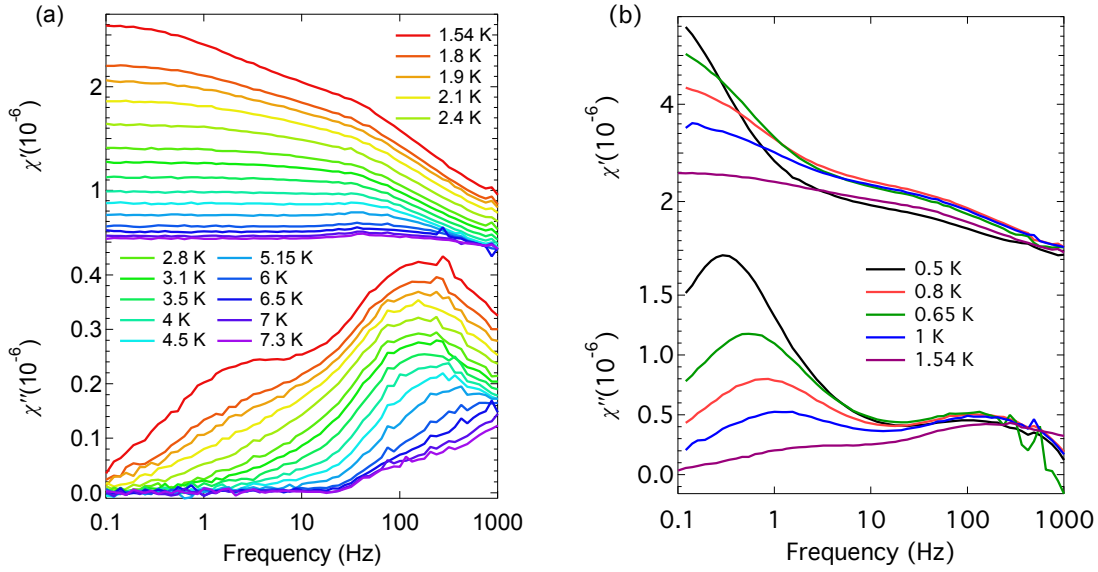 (a)
1.54 K
1.8 K
1.9 K
2.1 K
2.4 K
2
1
χ'(10⁻⁶)
2.8 K
3.1 K
3.5 K
4 K
4.5 K
5.15 K
6 K
6.5 K
7 K
7.3 K
0.4
0.3
0.2
0.1
0.0
χ''(10⁻⁶)
0.1
1
10
100
1000
Frequency (Hz)
(b)
4
2
χ'(10⁻⁶)
0.5 K
0.8 K
0.65 K
1 K
1.54 K
1.5
1.0
0.5
0.0
χ''(10⁻⁶)
0.1
1
10
100
1000
Frequency (Hz)